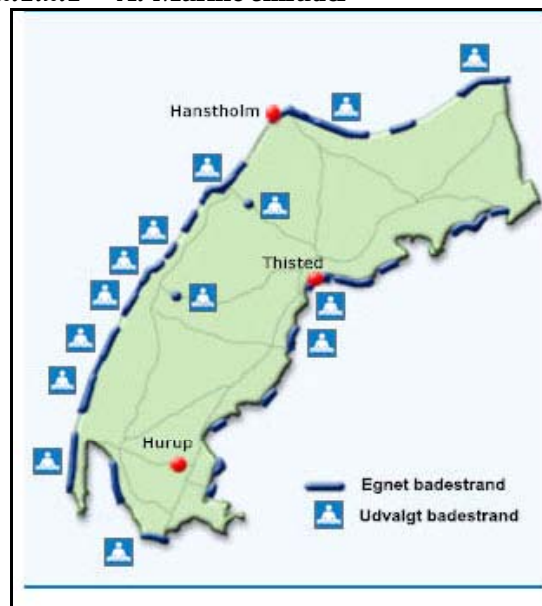 Hanstholm
Thisted
Hurup
Egnet badestrand
Udvalgt badestrand